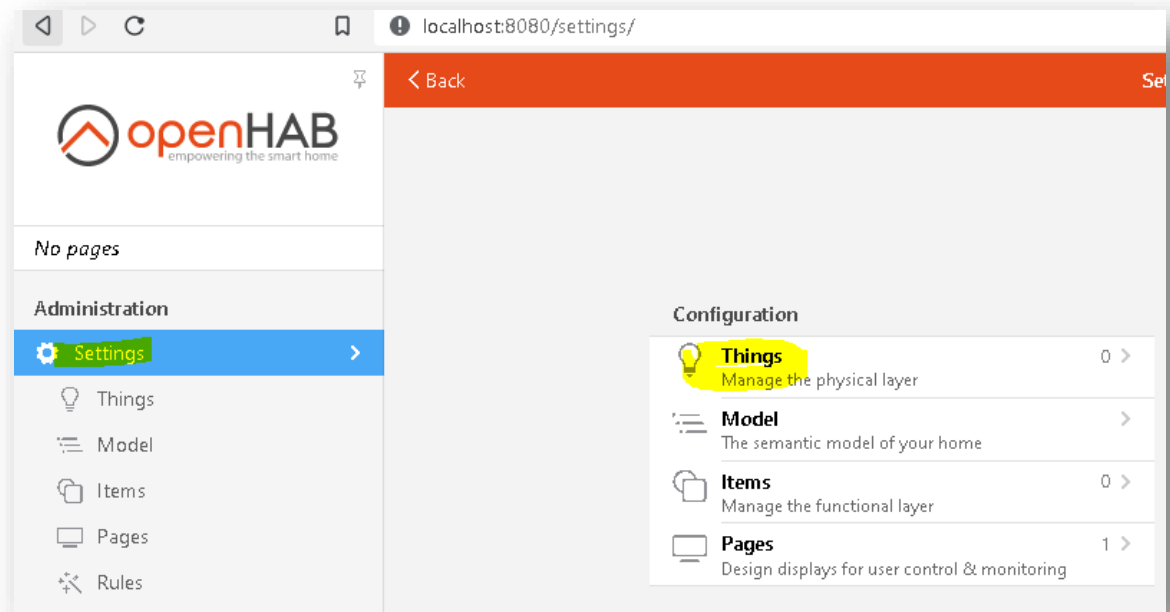 localhost:8080/settings/
Back
Set
openHAB
empowering the smart home
No pages
Administration
Settings
Things
Model
Items
Pages
Rules
Configuration
Things 0
Manage the physical layer
Model
The semantic model of your home
Items 0
Manage the functional layer
Pages 1
Design displays for user control & monitoring